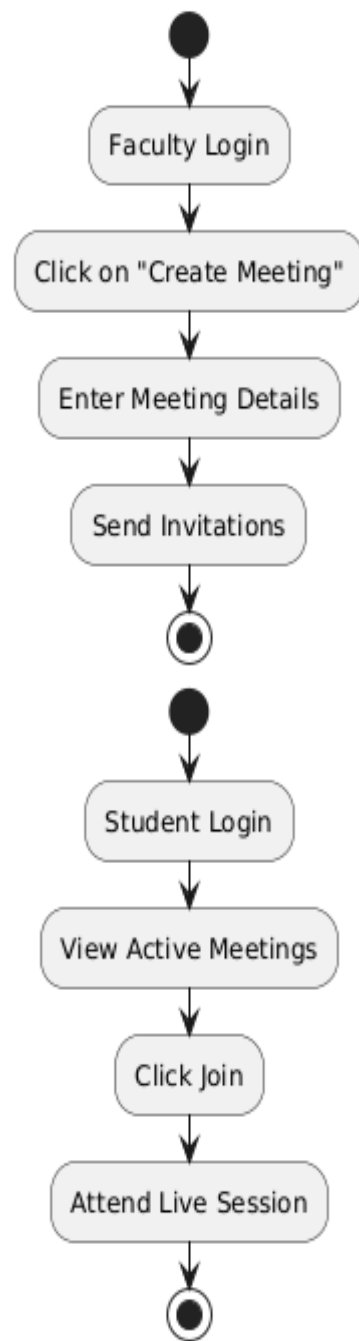 Faculty Login
Click on "Create Meeting"
Enter Meeting Details
Send Invitations
Student Login
View Active Meetings
Click Join
Attend Live Session